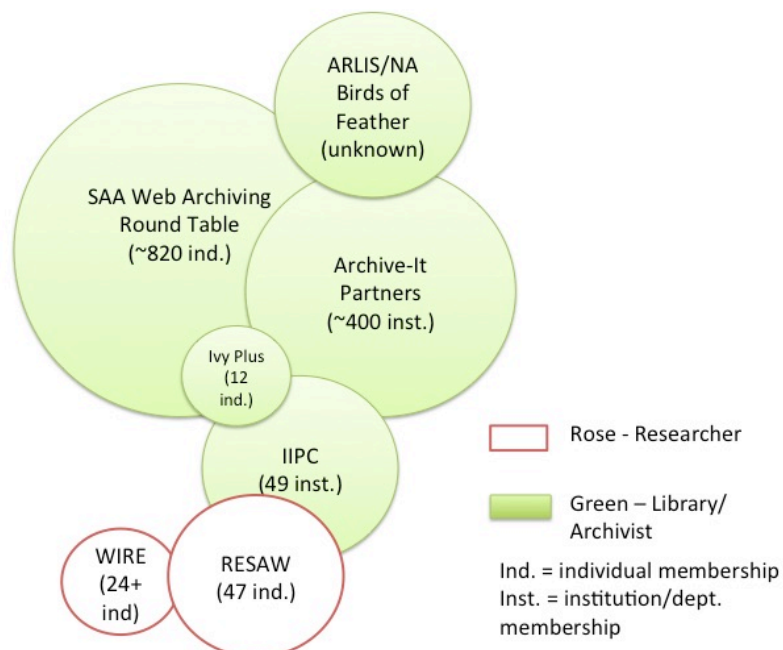 ARLIS/NA
Birds of
Feather
(unknown)
SAA Web Archiving
Round Table
(~820 ind.)
Archive-It
Partners
(~400 inst.)
Ivy Plus
(12
ind.)
IIPC
(49 inst.)
WIRE
(24+
ind)
RESAW
(47 ind.)
Rose - Researcher
Green – Library/
Archivist
Ind. = individual membership
Inst. = institution/dept.
membership